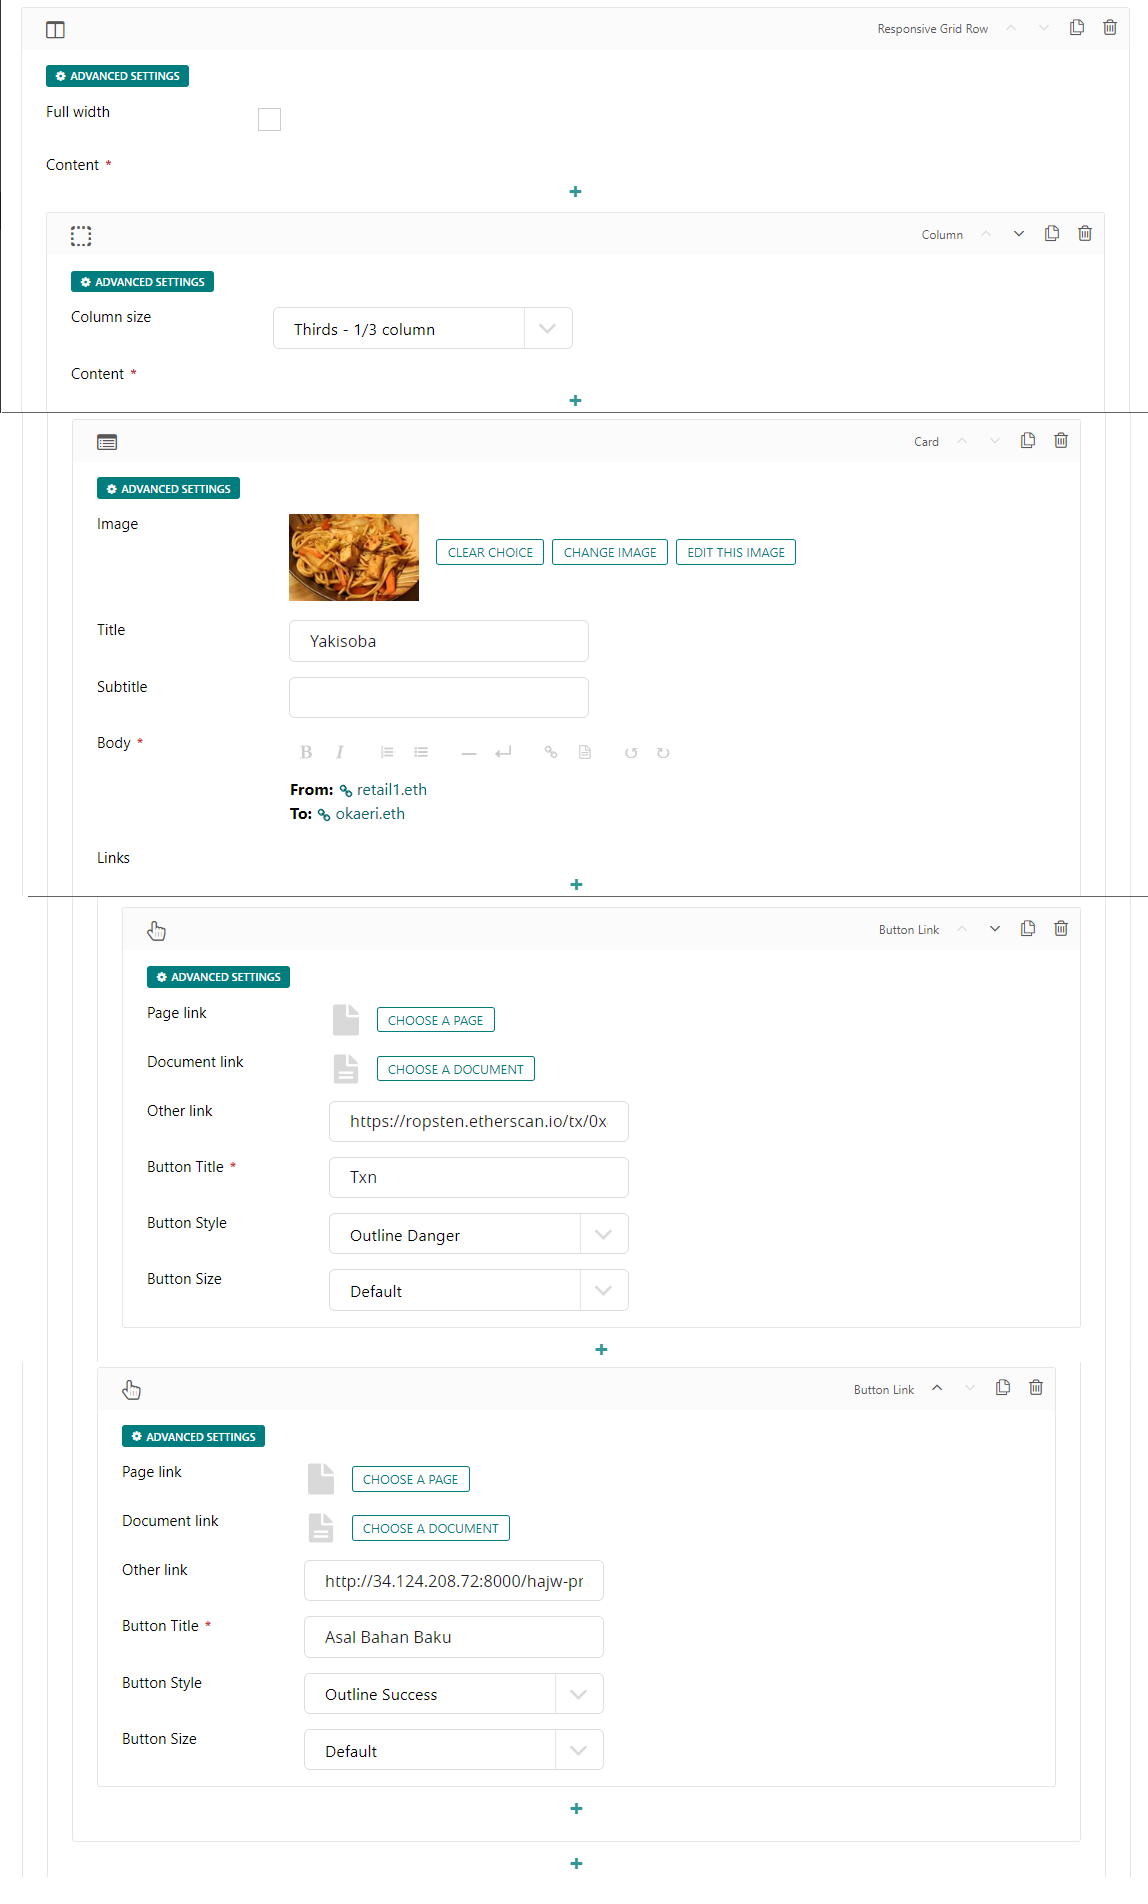 Responsive Grid Row
ADVANCED SETTINGS
Full width
Content *
Column
ADVANCED SETTINGS
Column size
Thirds - 1/3 column
Content *
Card
ADVANCED SETTINGS
Image
CLEAR CHOICE CHANGE IMAGE EDIT THIS IMAGE
Title
Yakisoba
Subtitle
Body *
B I
From: retail1.eth
To: okaeri.eth
Links
Button Link
ADVANCED SETTINGS
Page link
CHOOSE A PAGE
Document link
CHOOSE A DOCUMENT
Other link
https://ropsten.etherscan.io/tx/0x
Button Title *
Txn
Button Style
Outline Danger
Button Size
Default
Button Link
ADVANCED SETTINGS
Page link
CHOOSE A PAGE
Document link
CHOOSE A DOCUMENT
Other link
http://34.124.208.72:8000/hajw-pr
Button Title *
Asal Bahan Baku
Button Style
Outline Success
Button Size
Default